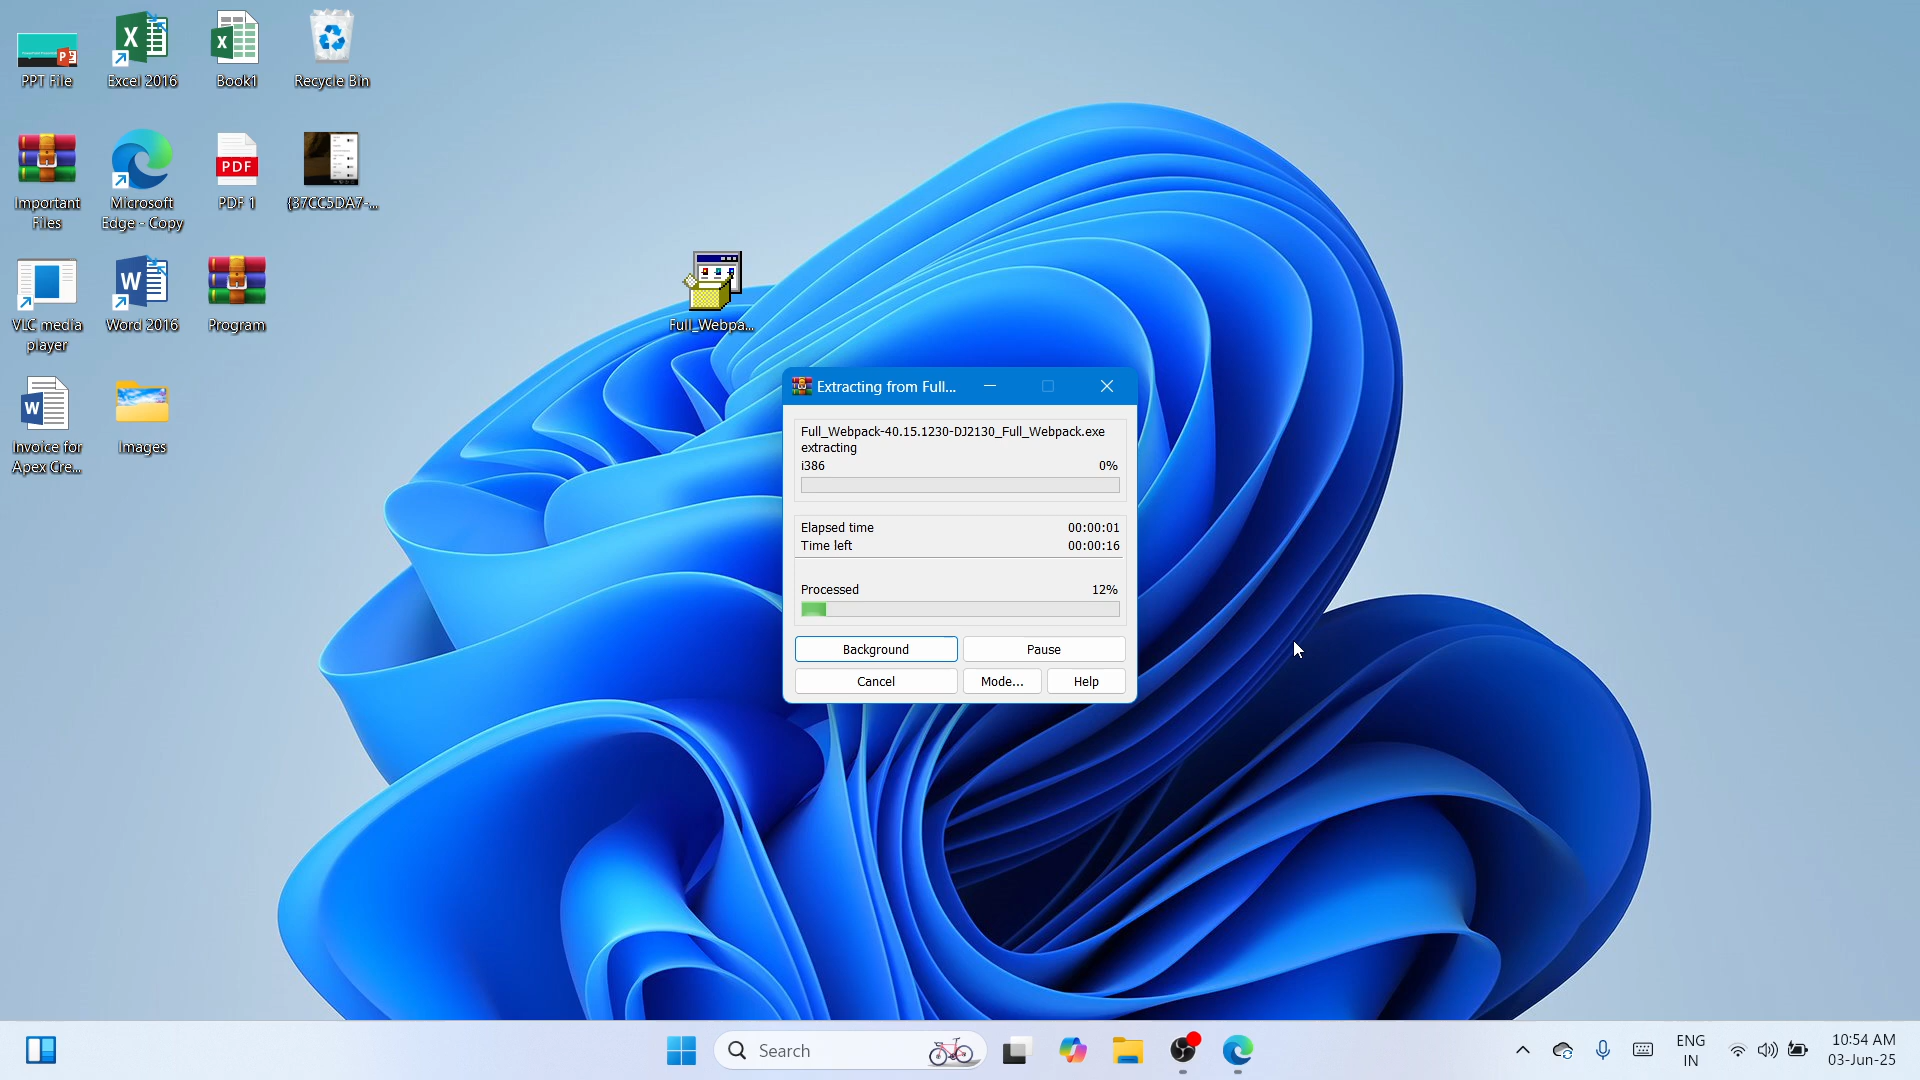 PPT File
Excel 2016
Book1
Recycle Bin
Important
Files
Microsoft
Edge - Copy
PDF
PDF 1
{37CC5DA7-...
VLC media
player
Word 2016
Program
Full_Webpa...
Invoice for
Apex Cre...
Images
Extracting from Full...
Full_Webpack-40.15.1230-DJ2130_Full_Webpack.exe
extracting
i386 0%
Elapsed time 00:00:01
Time left 00:00:16
Processed 12%
Background Pause
Cancel Mode... Help
Search
ENG
IN
10:54 AM
03-Jun-25